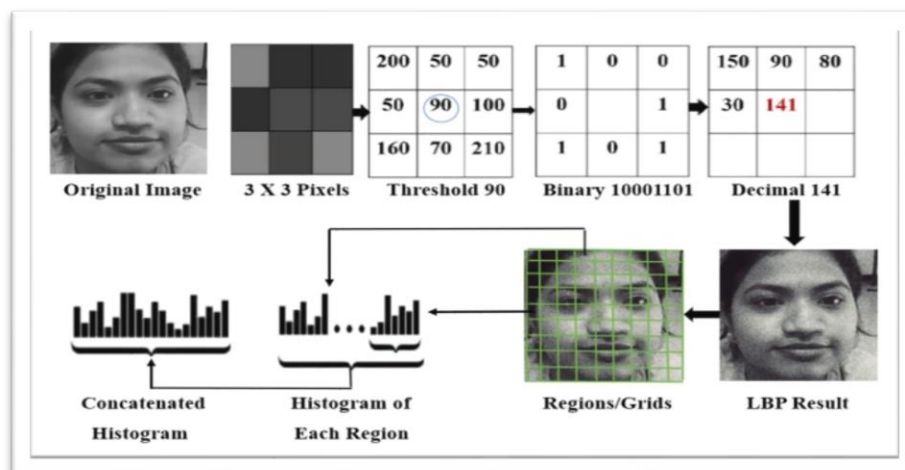 200 50 50
50 90 100
160 70 210
1 0 0
0 1
1 0 1
150 90 80
30 141
Original Image
3 X 3 Pixels
Threshold 90
Binary 10001101
Decimal 141
Concatenated
Histogram
Histogram of
Each Region
Regions/Grids
LBP Result